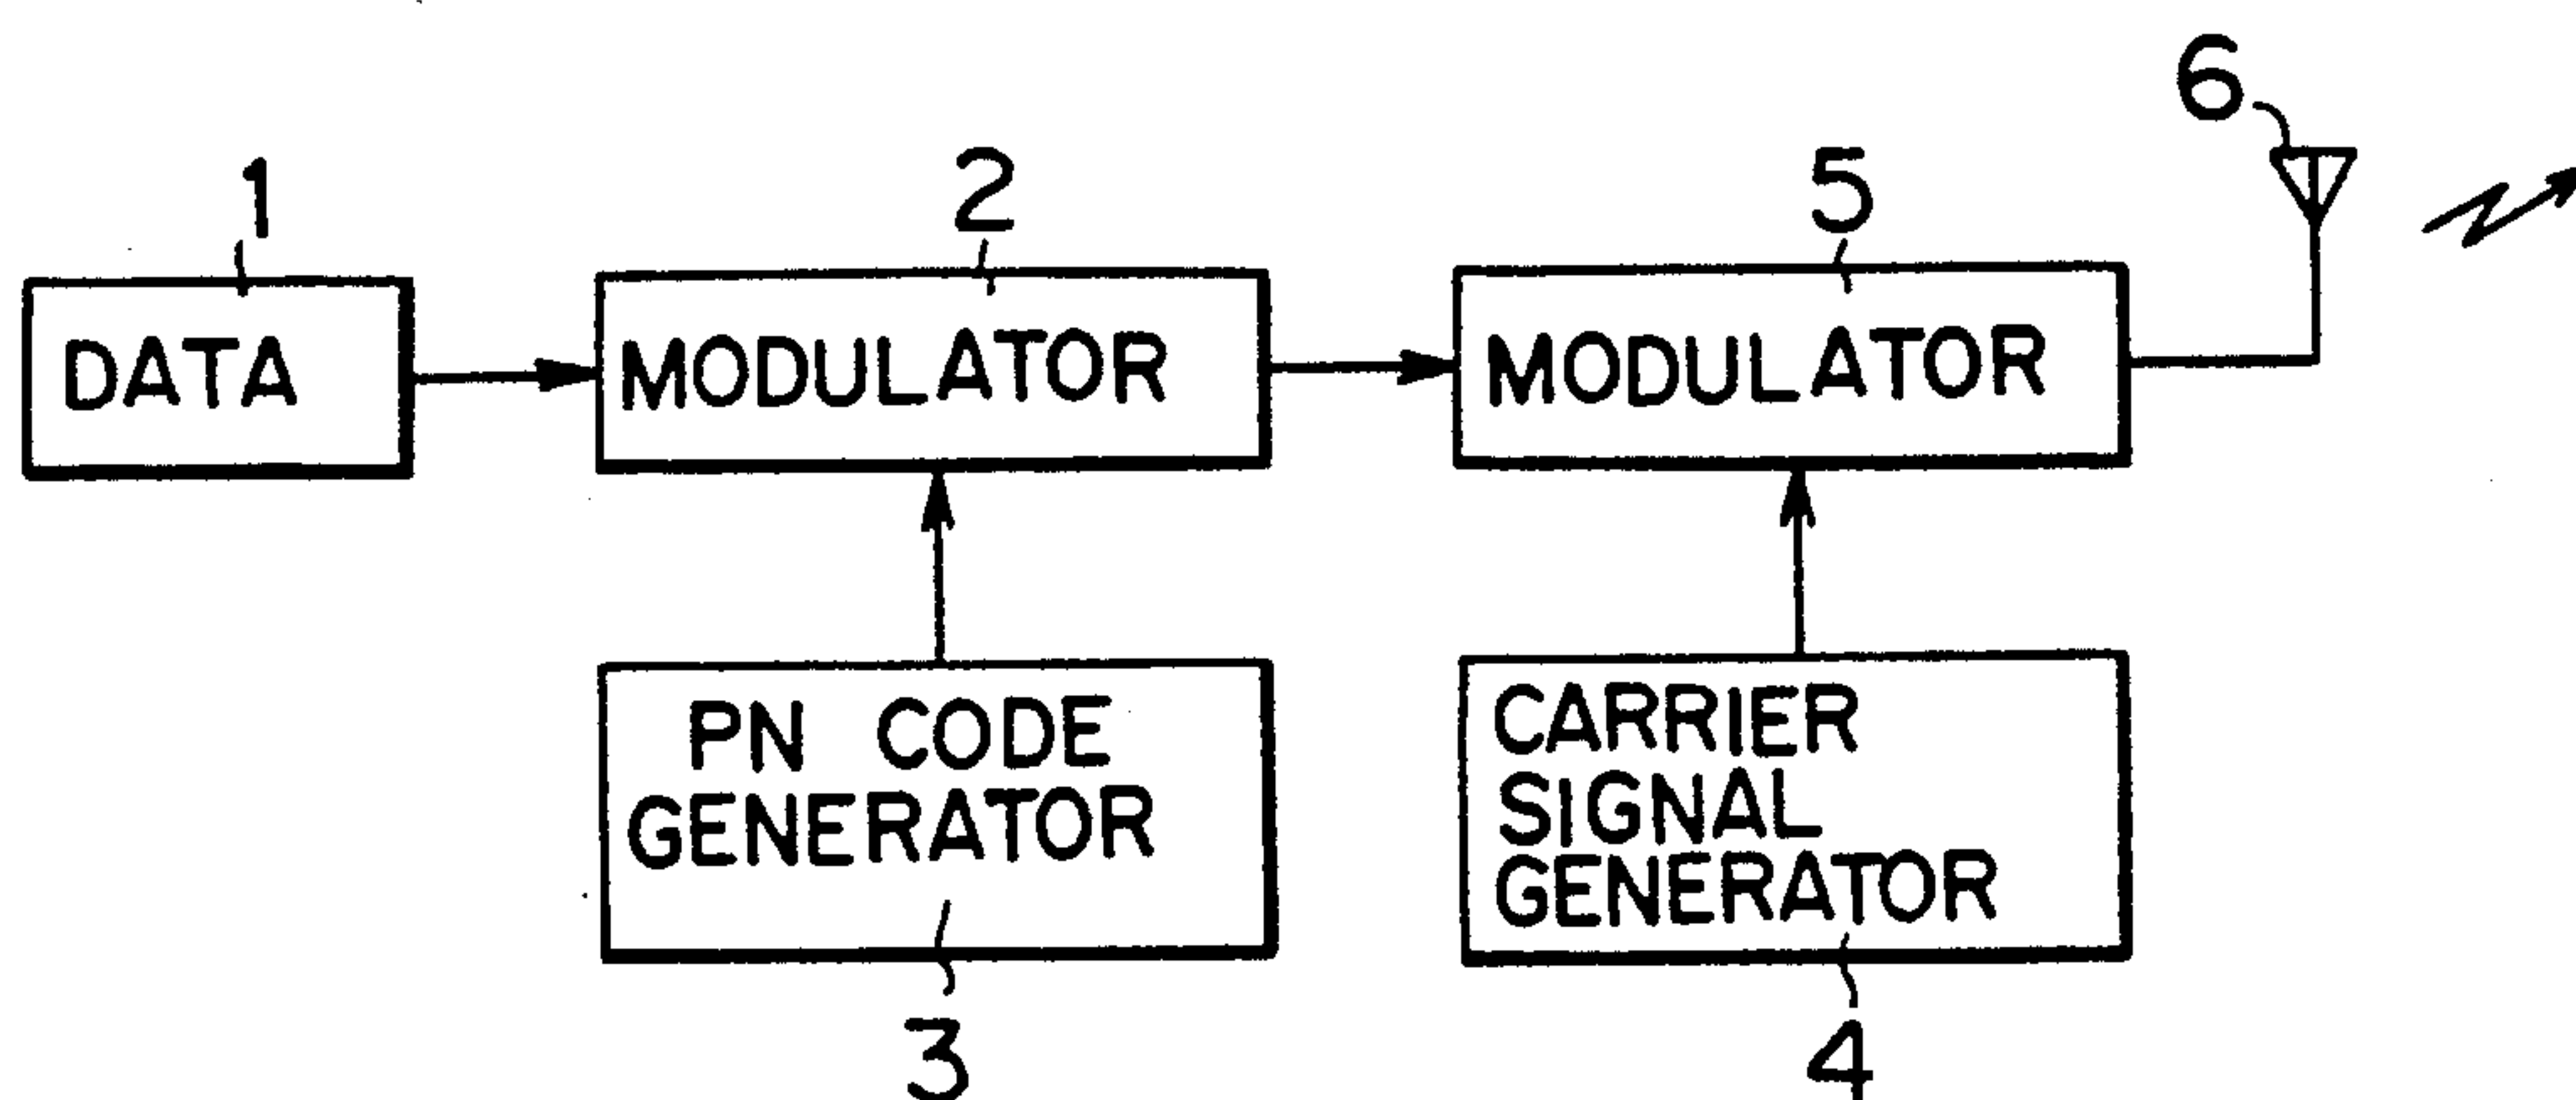 6
1
2
5
DATA
MODULATOR
MODULATOR
PN CODE
GENERATOR
CARRIER
SIGNAL
GENERATOR
3
4